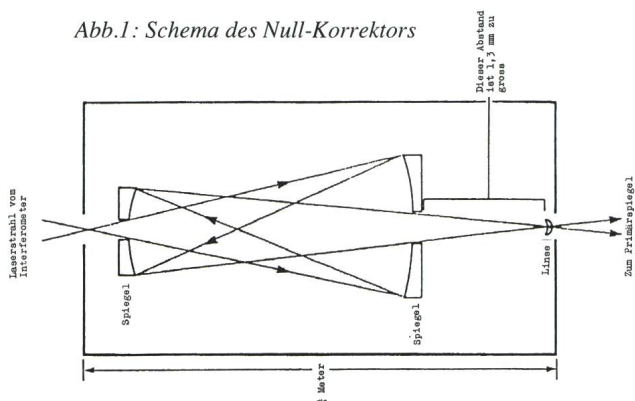 Abb.1: Schema des Null-Korrektors
Dieser Abstand
ist 1,3 mm zu
gross
Laserstrahl vom
Interferometer
Spiegel
Spiegel
Linse
Zum Primärspiegel
Meter